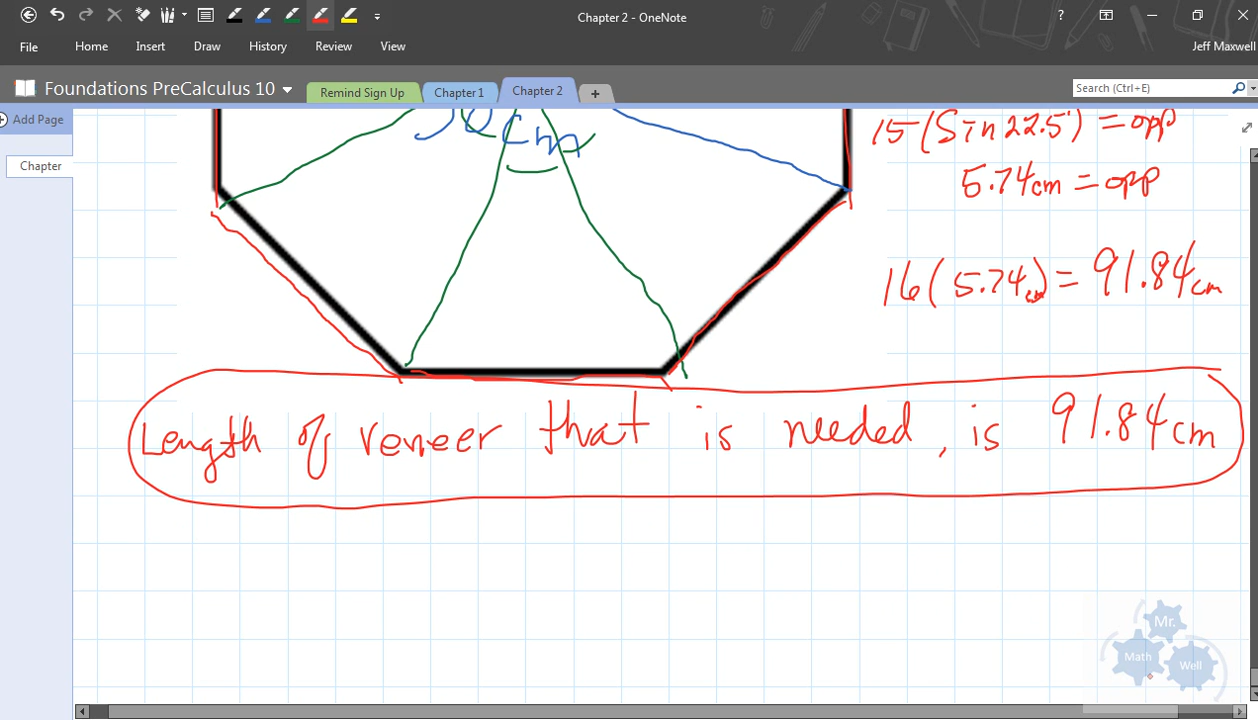 Chapter 2 - OneNote
?
File
Home
Insert
Draw
History
Review
View
Jeff Maxwell
Foundations PreCalculus 10
Remind Sign Up
Chapter 1
Chapter 2
+
Search (Ctrl+E)
Add Page
Chapter
30 cm
15 (Sin 22.5°) = opp
5.74cm = opp
16 ( 5.74cm ) = 91.84cm
Length of veneer that is needed, is 91.84cm
Mr.
Math
Well